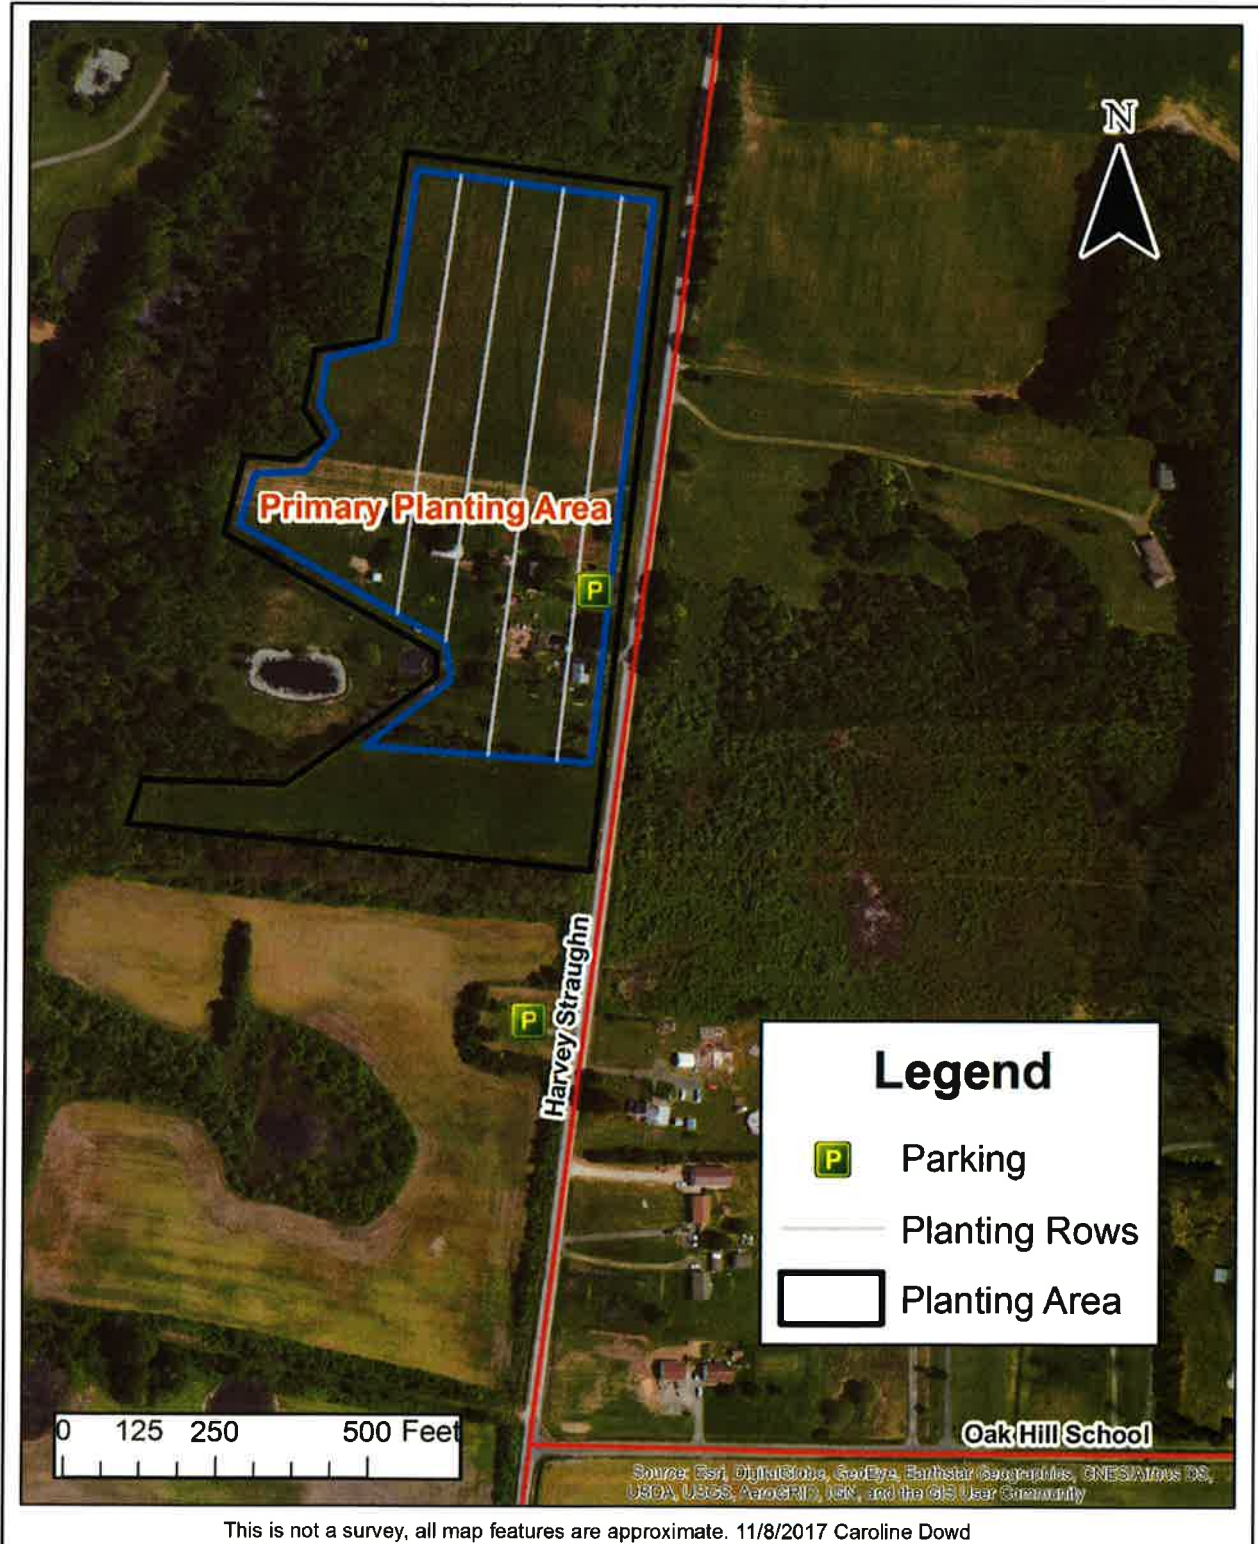 N
Primary Planting Area
P
Harvey Straughn
P
Legend
P Parking
Planting Rows
Planting Area
0 125 250 500 Feet
Oak Hill School
Source: Esri, DigitalGlobe, GeoEye, Earthstar Geographics, CNES/Airbus DS,
USDA, USGS, AeroGRID, IGN, and the GIS User Community
This is not a survey, all map features are approximate. 11/8/2017 Caroline Dowd